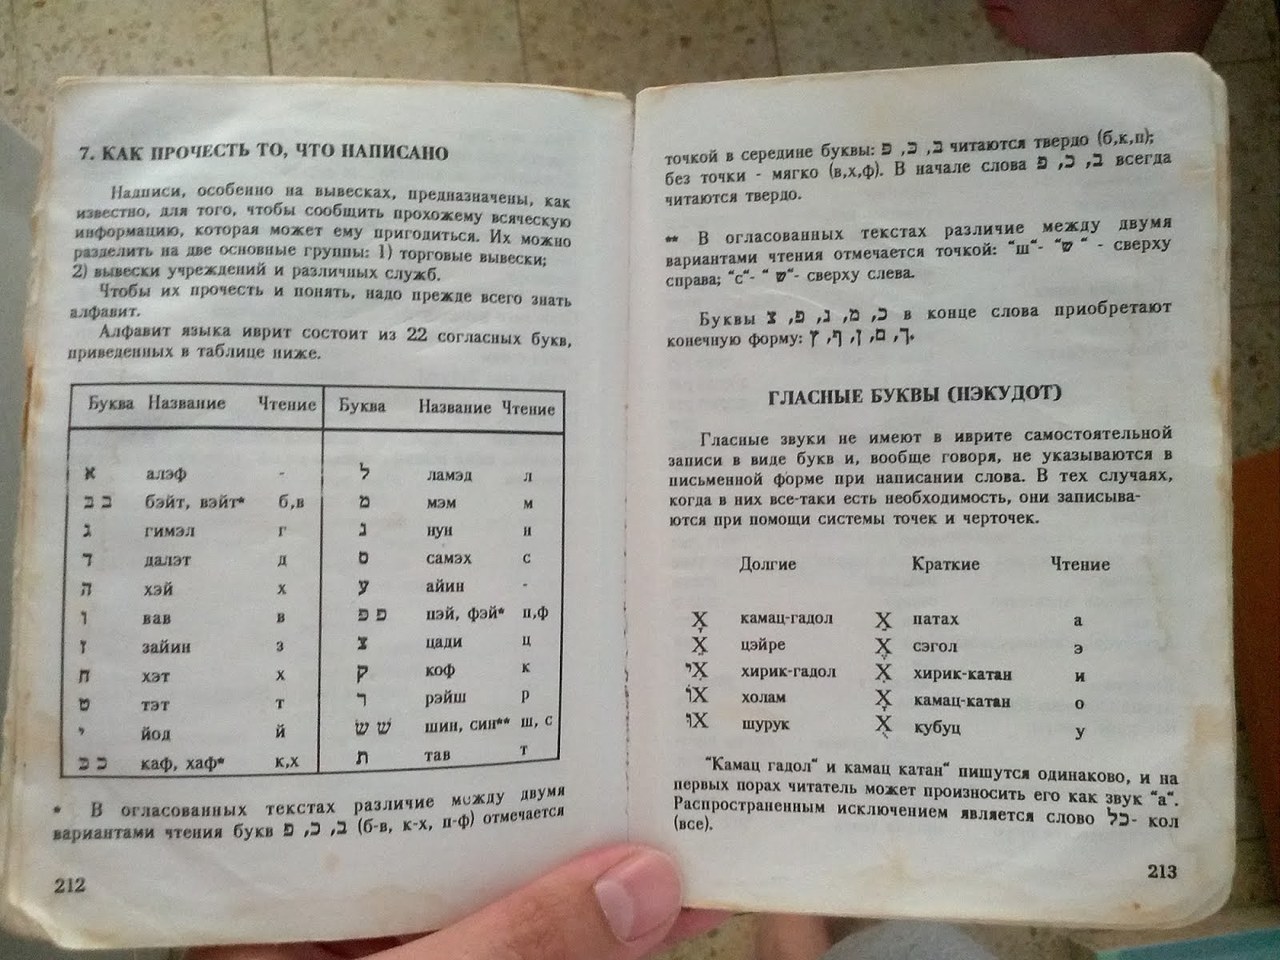 7. КАК ПРОЧЕСТЬ ТО, ЧТО НАПИСАНО
Надписи, особенно на вывесках, предназначены, как
известно, для того, чтобы сообщить прохожему всяческую
информацию, которая может ему пригодиться. Их можно
разделить на две основные группы: 1) торговые вывески;
2) вывески учреждений и различных служб.
Чтобы их прочесть и понять, надо прежде всего знать
алфавит.
Алфавит языка иврит состоит из 22 согласных букв,
приведенных в таблице ниже.
Буква Название Чтение Буква Название Чтение
א алэф - ל ламэд л
ב ב бэйт, вэйт* б,в מ мэм м
ג гимэл г נ нун н
ד далэт д ס самэх с
ה хэй х ע айин -
ו вав в פ פ пэй, фэй* п,ф
ז зайин з צ цади ц
ח хэт х ק коф к
ט тэт т ר рэйш р
י йод й שׁ שׂ шин, син** ш, с
כ כ каф, хаф* к,х ת тав т
* В огласованных текстах различие между двумя
вариантами чтения букв ב, כ, פ (б-в, к-х, п-ф) отмечается
212
точкой в середине буквы: ב, כ, פ читаются твердо (б,к,п);
без точки - мягко (в,х,ф). В начале слова ב, כ, פ всегда
читаются твердо.
** В огласованных текстах различие между двумя
вариантами чтения отмечается точкой: "ш"- "שׁ" - сверху
справа; "с"- "שׂ"- сверху слева.
Буквы כ, מ, נ, פ, צ в конце слова приобретают
конечную форму: ך, ם, ן, ף, ץ.
ГЛАСНЫЕ БУКВЫ (НЭКУДОТ)
Гласные звуки не имеют в иврите самостоятельной
записи в виде букв и, вообще говоря, не указываются в
письменной форме при написании слова. В тех случаях,
когда в них все-таки есть необходимость, они записыва-
ются при помощи системы точек и черточек.
Долгие Краткие Чтение
X камац-гадол X патах а
X цэйре X сэгол э
יX хирик-гадол X хирик-катан и
וֹX холам X камац-катан о
וּX шурук X кубуц у
"Камац гадол" и камац катан" пишутся одинаково, и на
первых порах читатель может произносить его как звук "а".
Распространенным исключением является слово כל- кол
(все).
213